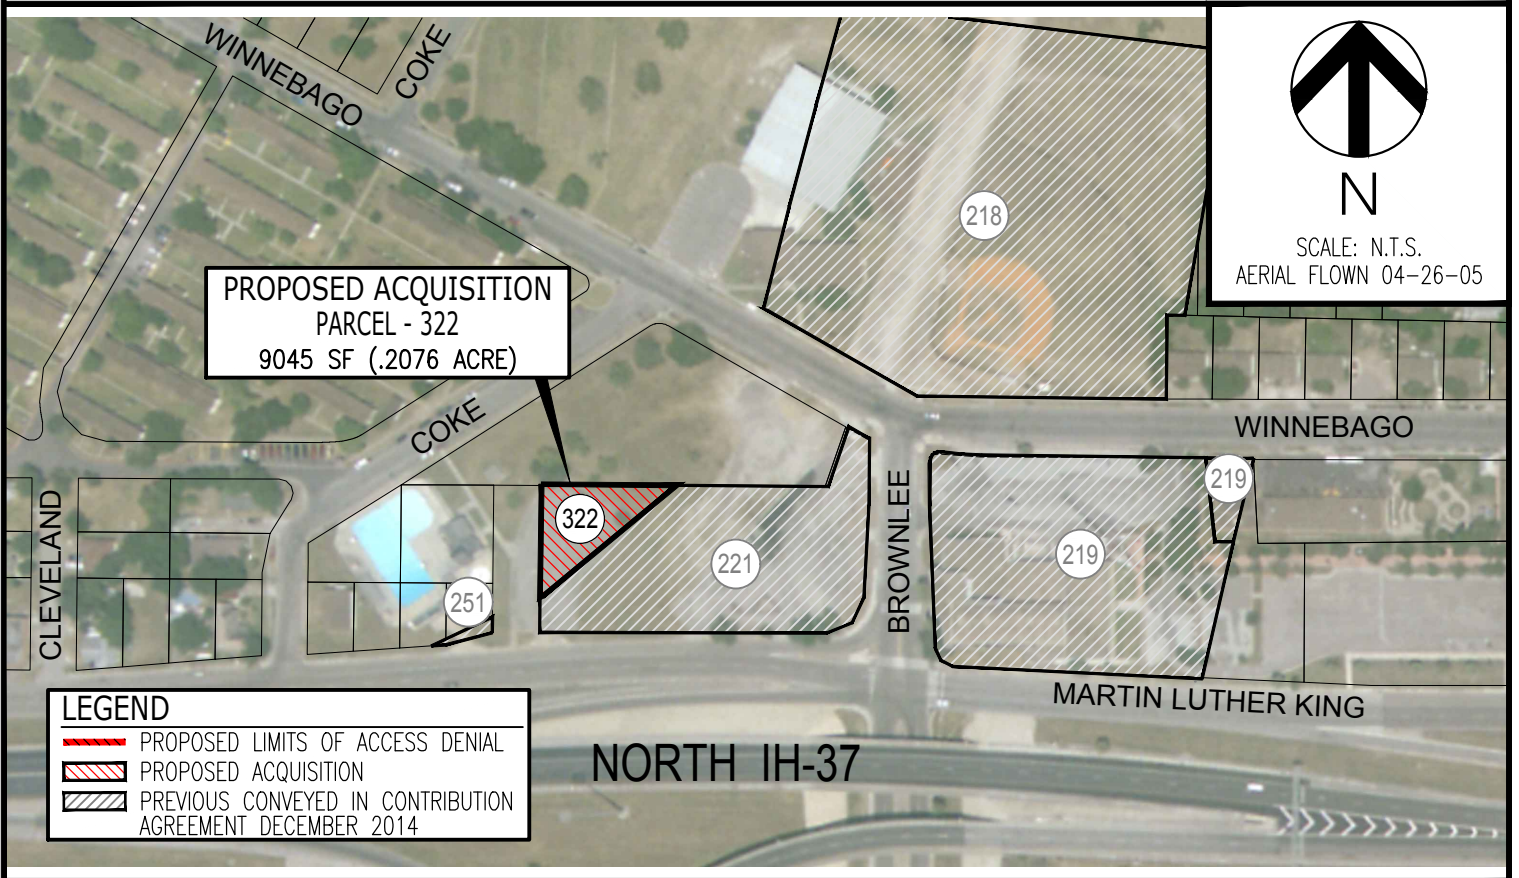 WINNEBAGO
COKE
N
SCALE: N.T.S.
AERIAL FLOWN 04-26-05
218
PROPOSED ACQUISITION
PARCEL - 322
9045 SF (.2076 ACRE)
COKE
WINNEBAGO
CLEVELAND
322
221
251
BROWNLEE
219
219
MARTIN LUTHER KING
NORTH IH-37
LEGEND
PROPOSED LIMITS OF ACCESS DENIAL
PROPOSED ACQUISITION
PREVIOUS CONVEYED IN CONTRIBUTION
AGREEMENT DECEMBER 2014